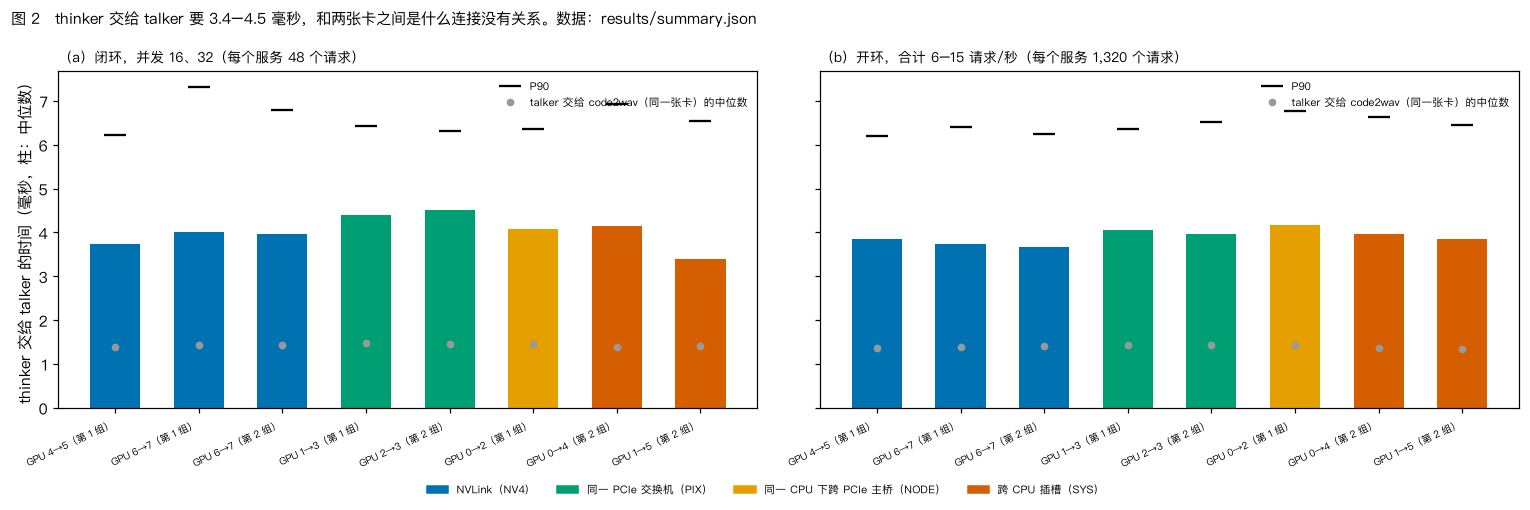 图 2　thinker 交给 talker 要 3.4—4.5 毫秒，和两张卡之间是什么连接没有关系。数据：results/summary.json
（a）闭环，并发 16、32（每个服务 48 个请求）
thinker 交给 talker 的时间（毫秒，柱：中位数）
7
6
5
4
3
2
1
0
P90
talker 交给 code2wav（同一张卡）的中位数
GPU 4→5（第 1 组）
GPU 6→7（第 1 组）
GPU 6→7（第 2 组）
GPU 1→3（第 1 组）
GPU 2→3（第 2 组）
GPU 0→2（第 1 组）
GPU 0→4（第 2 组）
GPU 1→5（第 2 组）
（b）开环，合计 6—15 请求/秒（每个服务 1,320 个请求）
P90
talker 交给 code2wav（同一张卡）的中位数
GPU 4→5（第 1 组）
GPU 6→7（第 1 组）
GPU 6→7（第 2 组）
GPU 1→3（第 1 组）
GPU 2→3（第 2 组）
GPU 0→2（第 1 组）
GPU 0→4（第 2 组）
GPU 1→5（第 2 组）
NVLink（NV4）
同一 PCIe 交换机（PIX）
同一 CPU 下跨 PCIe 主桥（NODE）
跨 CPU 插槽（SYS）